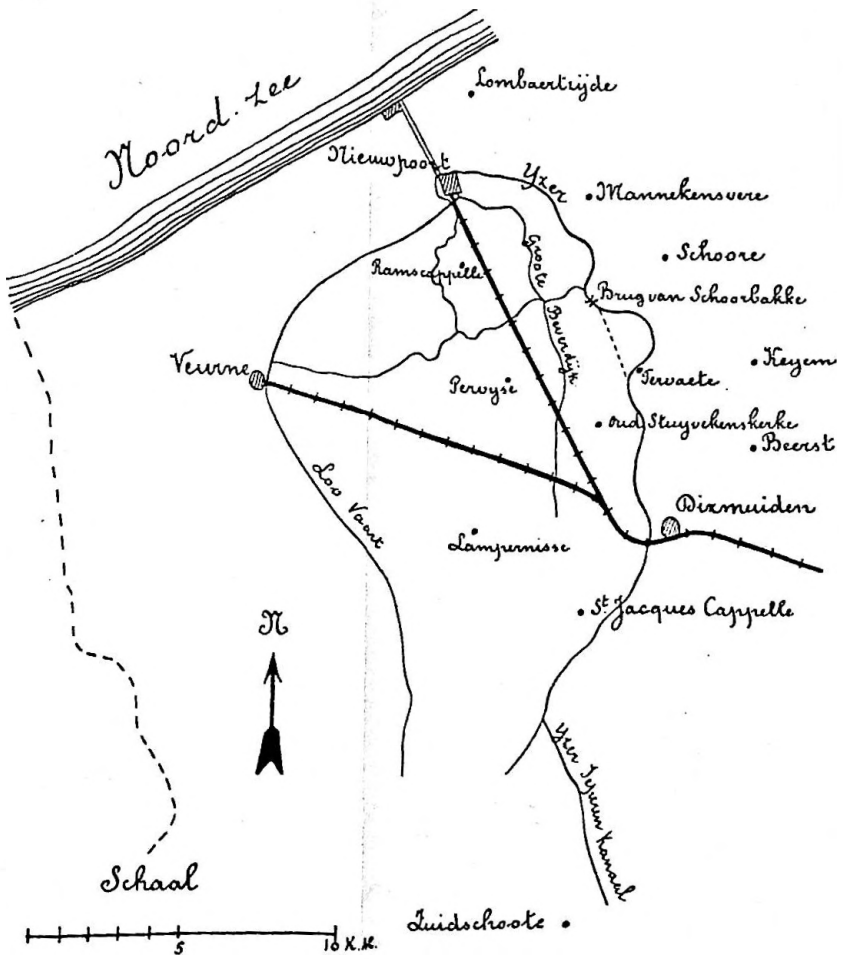 Noord-Zee
Lombaertzijde
Nieuwpoort
Yzer
Mannekensvere
Groote
Schoore
Ramscappelle
Brug van Schoorbakke
Beverdijk
Veurne
Keyem
Tervaete
Pervyse
Oud Stuyvekenskerke
Beerst
Loo Vaart
Dixmuiden
Lampernisse
St. Jacques Cappelle
N
Yzer Yperen Kanaal
Schaal
Zuidschoote
5
10 K.M.